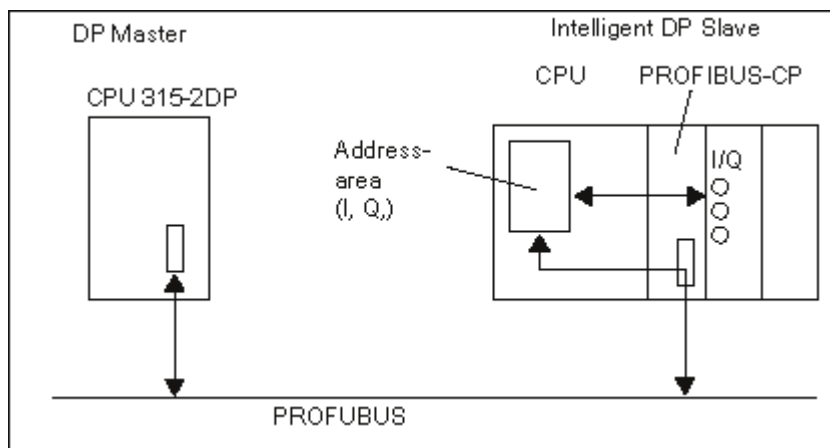 DP Master
Intelligent DP Slave
CPU
PROFIBUS-CP
CPU 315-2DP
Address-
area
(I, Q,)
I/Q
PROFUBUS